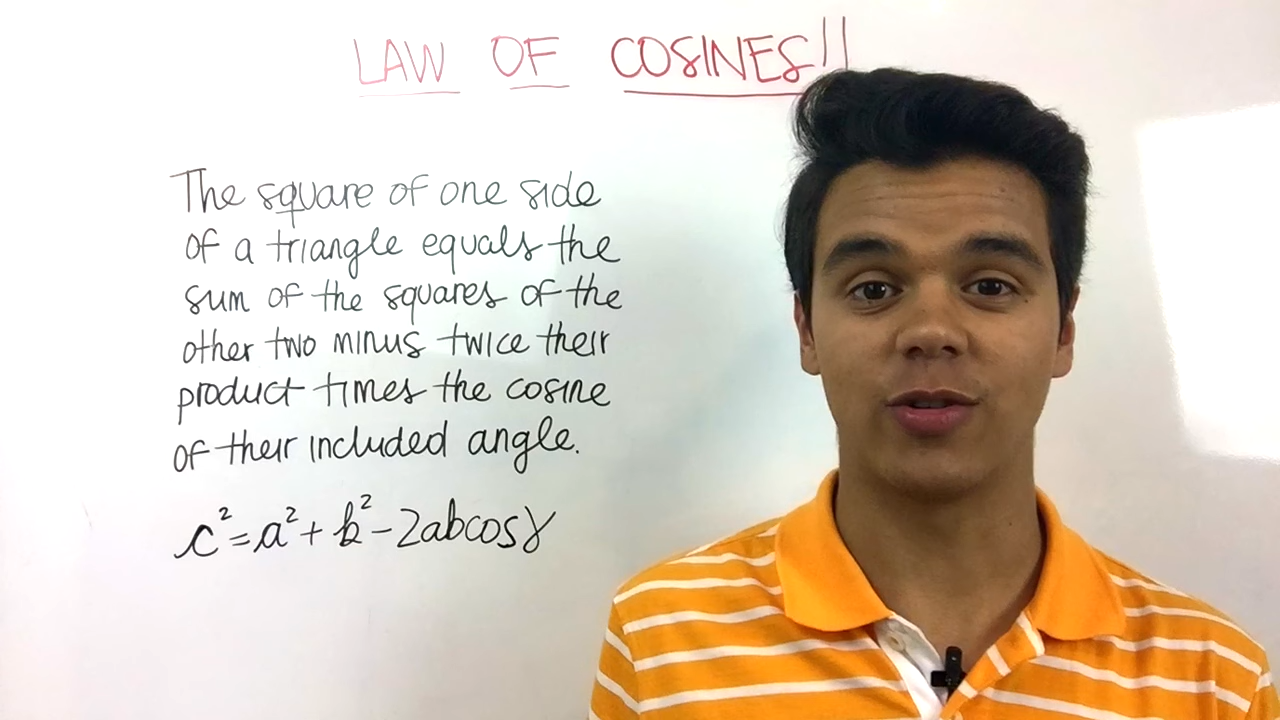 LAW OF COSINES!!
The square of one side
of a triangle equals the
sum of the squares of the
other two minus twice their
product times the cosine
of their included angle.
c²=a²+b²-2abcosγ